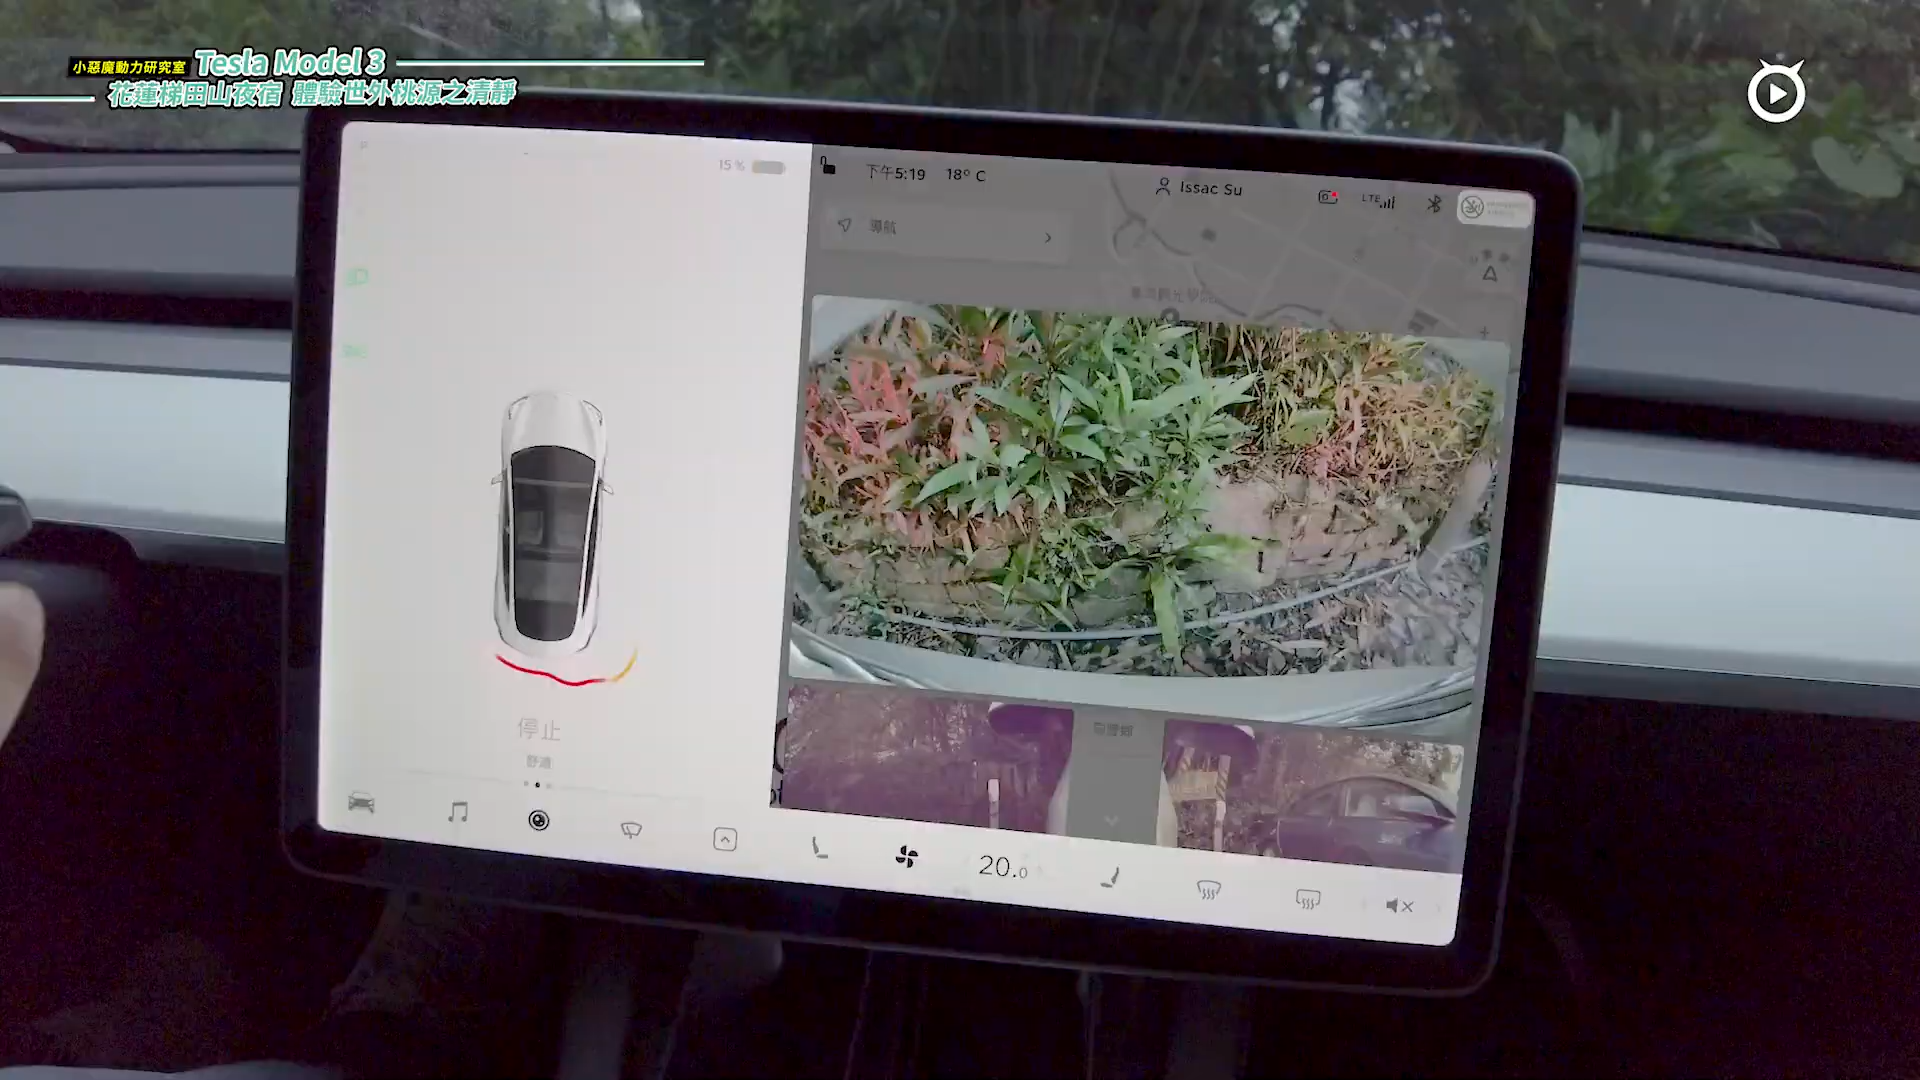 小惡魔動力研究室 Tesla Model 3
花蓮梯田山夜宿 體驗世外桃源之清靜
P
15 %
下午5:19 18° C
Issac Su
LTE
導航
停止
舒適
20.0